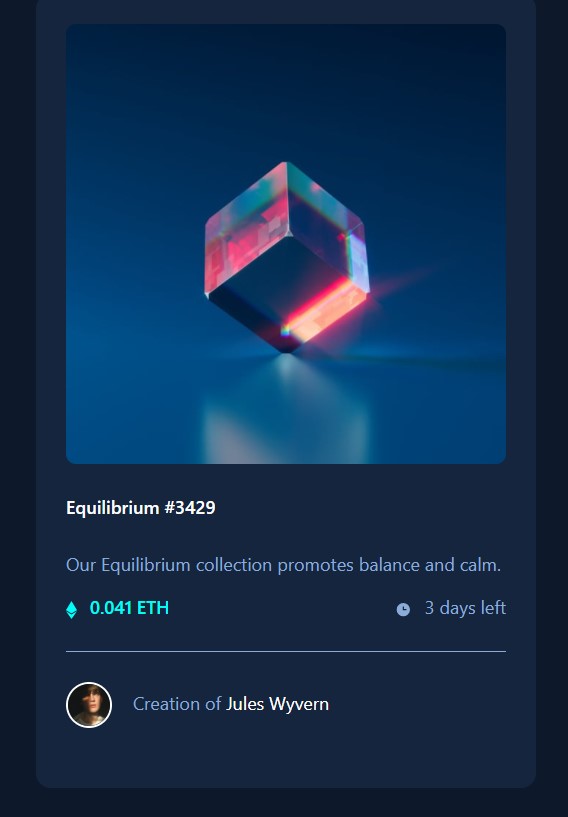 Equilibrium #3429
Our Equilibrium collection promotes balance and calm.
0.041 ETH 3 days left
Creation of Jules Wyvern